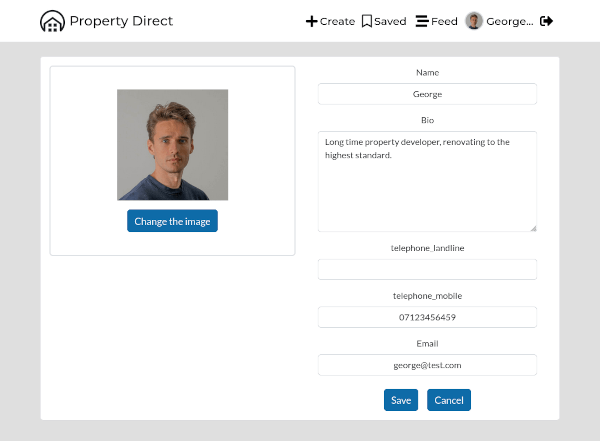 Property Direct
Create
Saved
Feed
George...
Change the image
Name
George
Bio
Long time property developer, renovating to the
highest standard.
telephone_landline
telephone_mobile
07123456459
Email
george@test.com
Save
Cancel